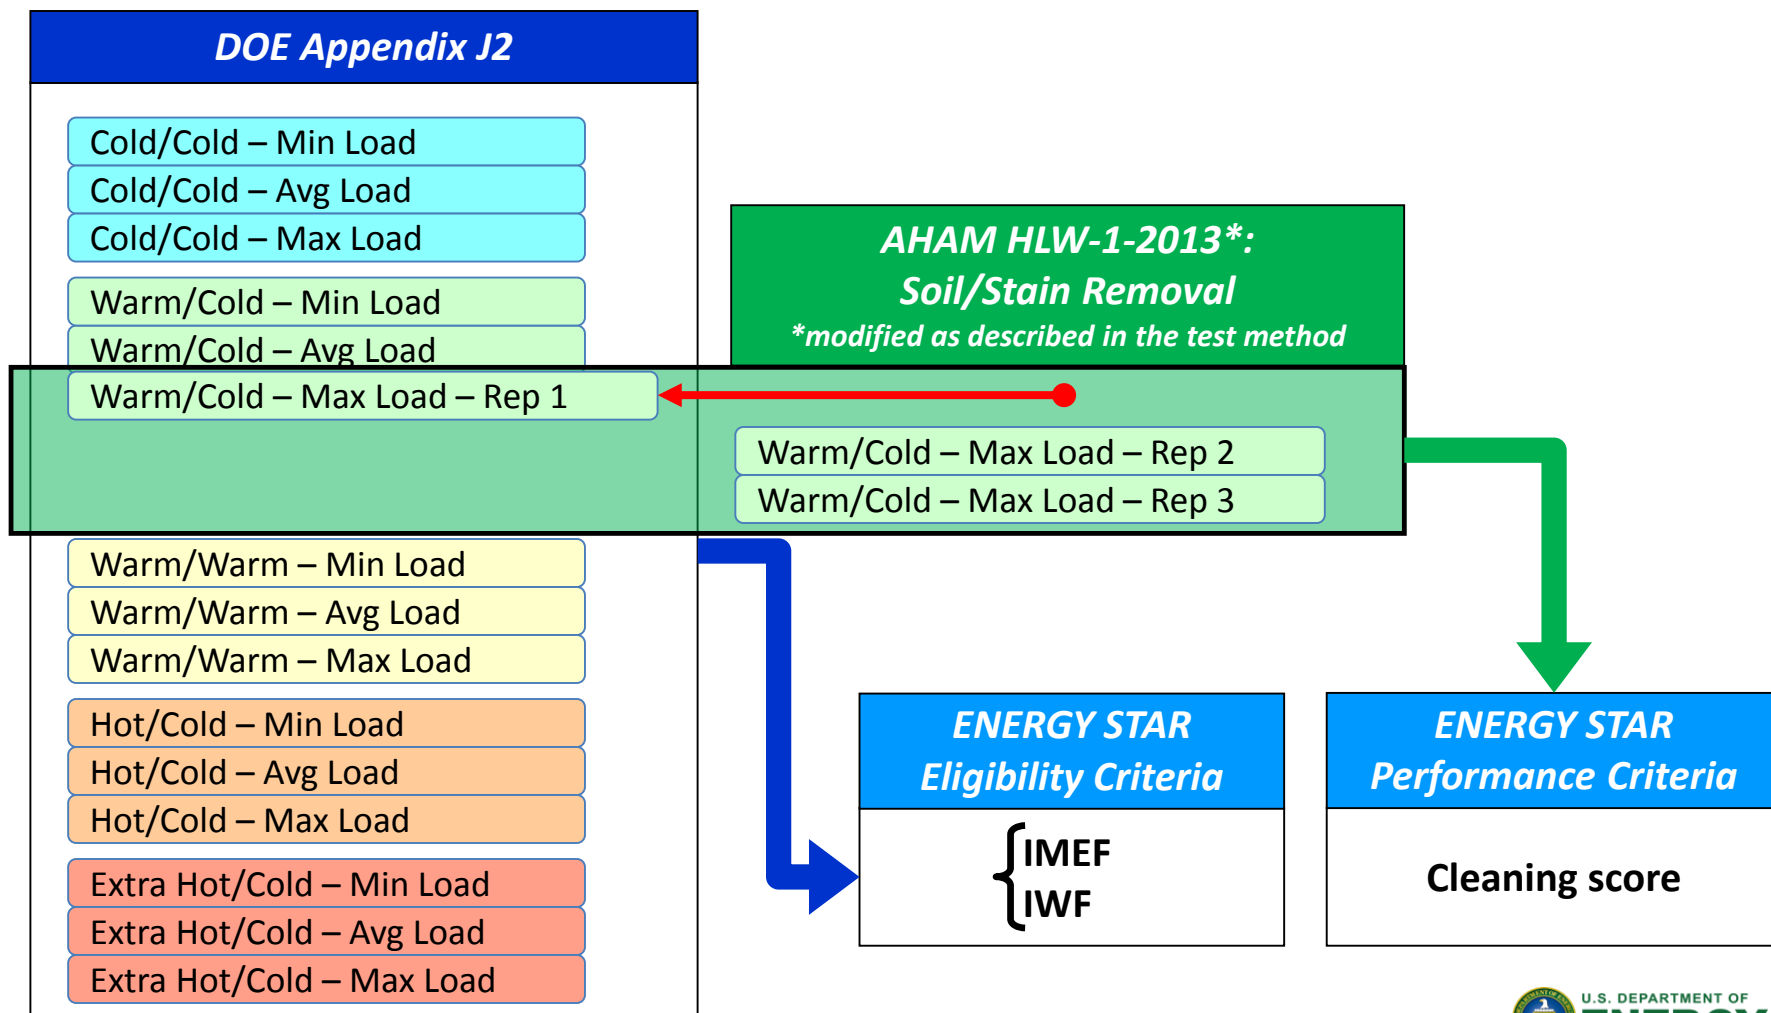 DOE Appendix J2
Cold/Cold – Min Load
Cold/Cold – Avg Load
Cold/Cold – Max Load
Warm/Cold – Min Load
Warm/Cold – Avg Load
Warm/Cold – Max Load – Rep 1
AHAM HLW-1-2013*:
Soil/Stain Removal
*modified as described in the test method
Warm/Cold – Max Load – Rep 2
Warm/Cold – Max Load – Rep 3
Warm/Warm – Min Load
Warm/Warm – Avg Load
Warm/Warm – Max Load
Hot/Cold – Min Load
Hot/Cold – Avg Load
Hot/Cold – Max Load
Extra Hot/Cold – Min Load
Extra Hot/Cold – Avg Load
Extra Hot/Cold – Max Load
ENERGY STAR
Eligibility Criteria
IMEF
IWF
ENERGY STAR
Performance Criteria
Cleaning score
U.S. DEPARTMENT OF
ENERGY